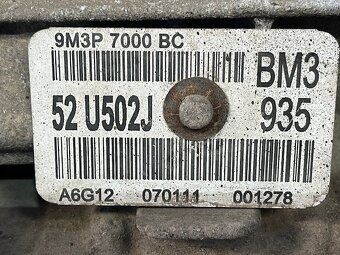 9M3P 7000 BC
BM3
52 U502J
935
A6G12 070111 001278